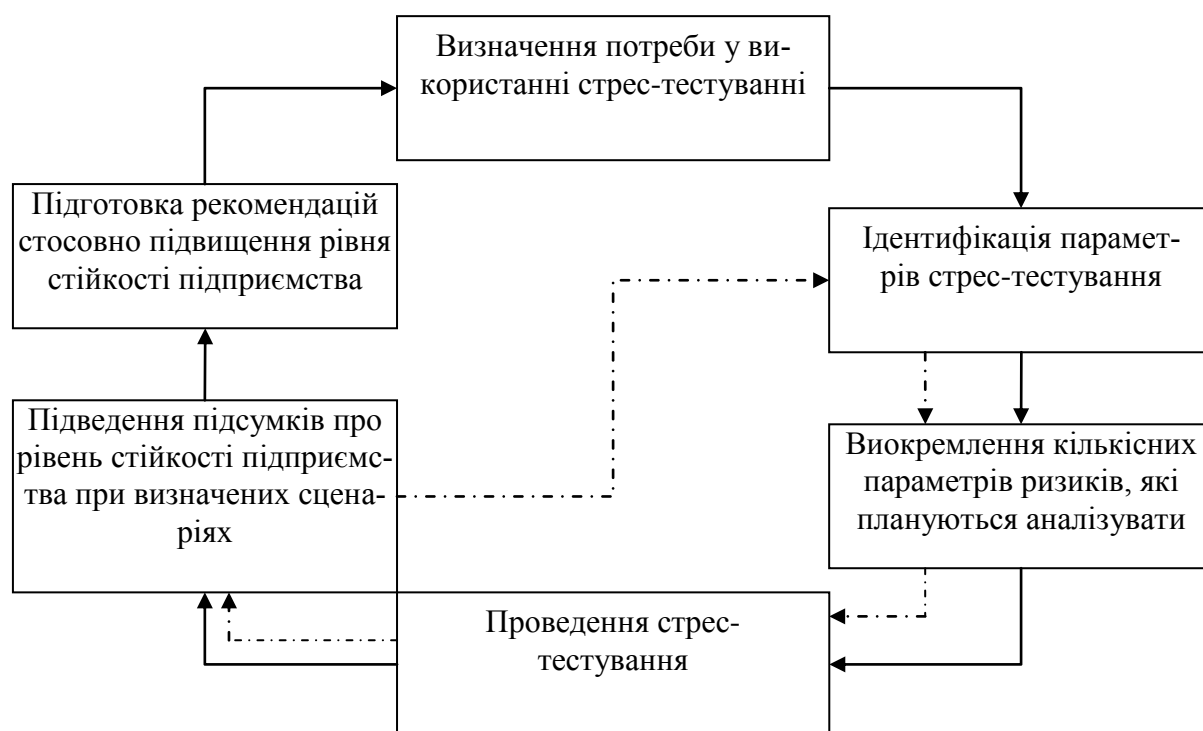 Визначення потреби у ви-
користанні стрес-тестуванні
Підготовка рекомендацій
стосовно підвищення рівня
стійкості підприємства
Ідентифікація парамет-
рів стрес-тестування
Підведення підсумків про
рівень стійкості підприємс-
тва при визначених сцена-
ріях
Виокремлення кількісних
параметрів ризиків, які
плануються аналізувати
Проведення стрес-
тестування